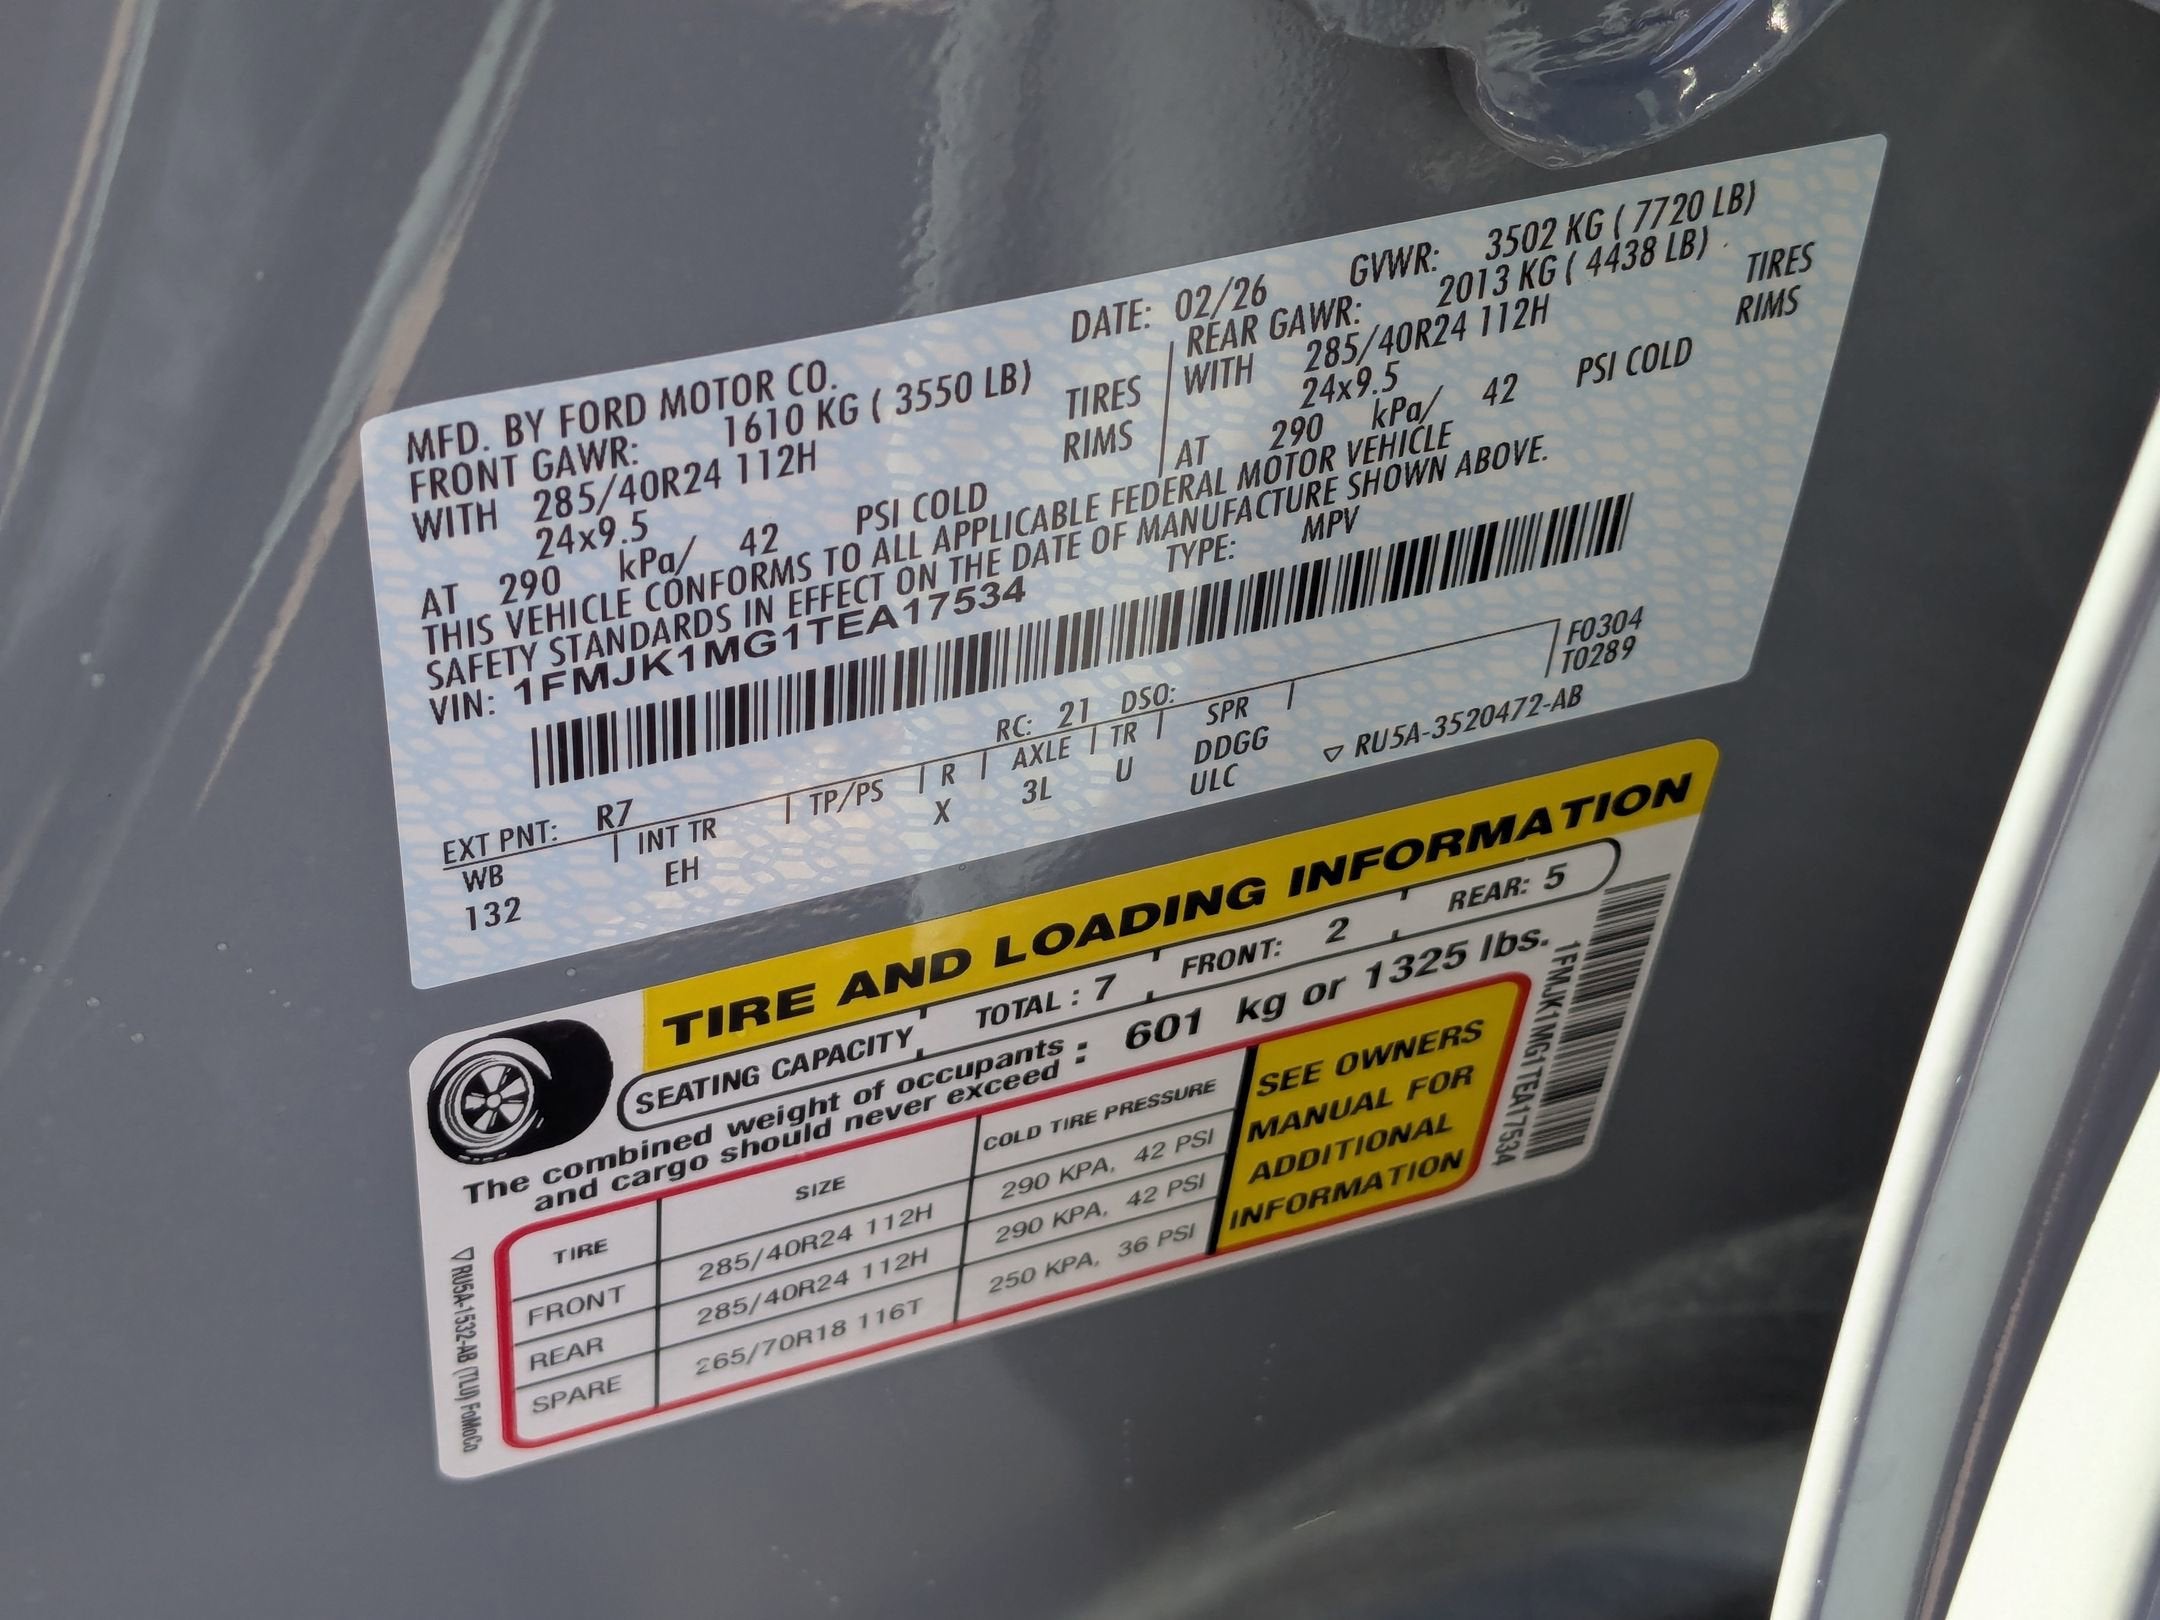 MFD. BY FORD MOTOR CO. DATE: 02/26 GVWR: 3502 KG ( 7720 LB)
FRONT GAWR: 1610 KG ( 3550 LB)
WITH 285/40R24 112H TIRES
24x9.5 RIMS
AT 290 kPa/ 42 PSI COLD
REAR GAWR: 2013 KG ( 4438 LB)
WITH 285/40R24 112H TIRES
24x9.5 RIMS
AT 290 kPa/ 42 PSI COLD
THIS VEHICLE CONFORMS TO ALL APPLICABLE FEDERAL MOTOR VEHICLE
SAFETY STANDARDS IN EFFECT ON THE DATE OF MANUFACTURE SHOWN ABOVE.
VIN: 1FMJK1MG1TEA17534 TYPE: MPV
F0304
T0289
EXT PNT: R7 RC: 21 DSO:
WB INT TR TP/PS R AXLE TR SPR
132 EH X 3L U DDGG
ULC
▽ RU5A-3520472-AB
TIRE AND LOADING INFORMATION
SEATING CAPACITY TOTAL : 7 FRONT: 2 REAR: 5
The combined weight of occupants
and cargo should never exceed : 601 kg or 1325 lbs.
TIRE SIZE COLD TIRE PRESSURE
FRONT 285/40R24 112H 290 KPA, 42 PSI
REAR 285/40R24 112H 290 KPA, 42 PSI
SPARE 265/70R18 116T 250 KPA, 36 PSI
SEE OWNERS
MANUAL FOR
ADDITIONAL
INFORMATION
1FMJK1MG1TEA17534
▽ RU5A-1532-AB (TLU) FoMoCo